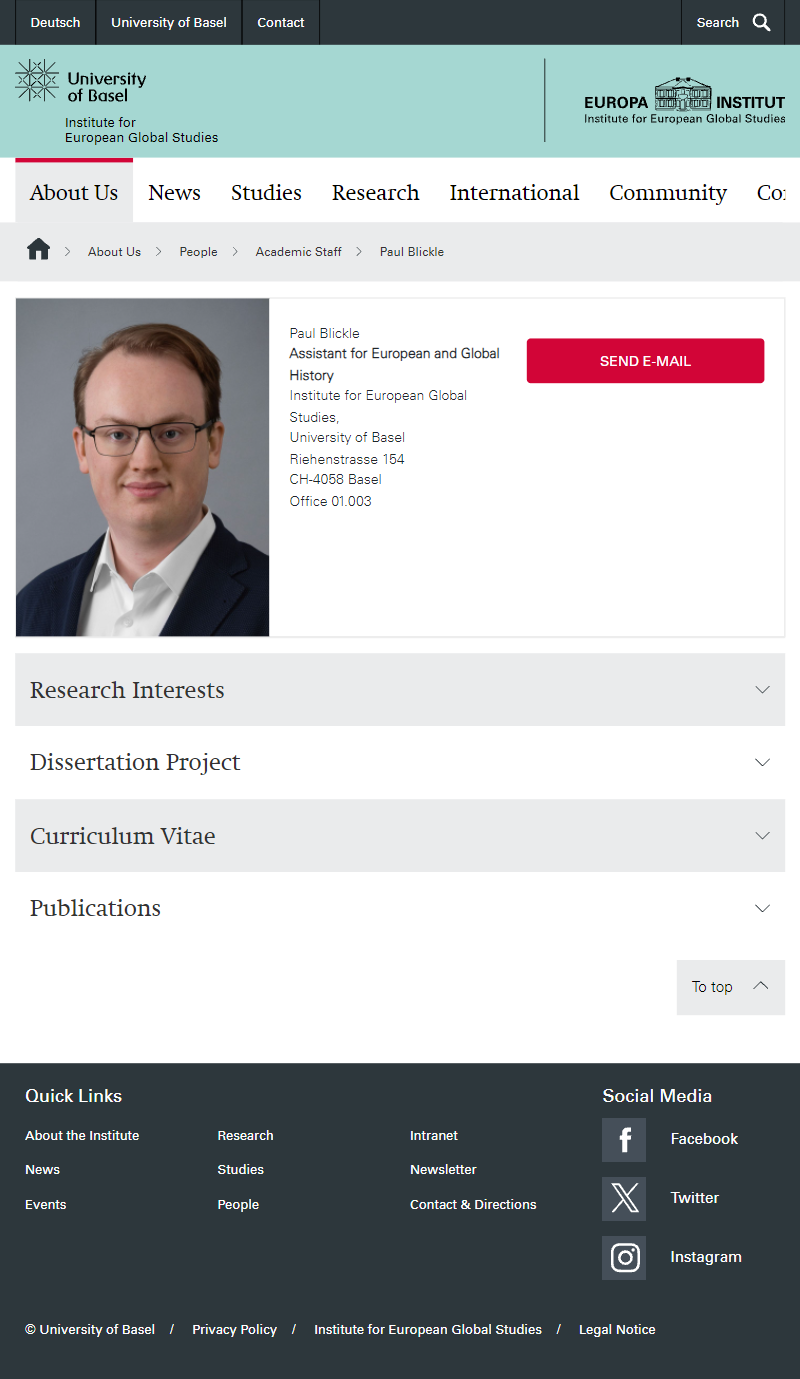 Deutsch
University of Basel
Contact
Search
University
of Basel
Institute for
European Global Studies
EUROPA INSTITUT
Institute for European Global Studies
About Us
News
Studies
Research
International
Community
Co
About Us
People
Academic Staff
Paul Blickle
Paul Blickle
Assistant for European and Global
History
Institute for European Global
Studies,
University of Basel
Riehenstrasse 154
CH-4058 Basel
Office 01.003
SEND E-MAIL
Research Interests
Dissertation Project
Curriculum Vitae
Publications
To top
Quick Links
About the Institute
Research
Intranet
News
Studies
Newsletter
Events
People
Contact & Directions
Social Media
Facebook
Twitter
Instagram
© University of Basel / Privacy Policy / Institute for European Global Studies / Legal Notice